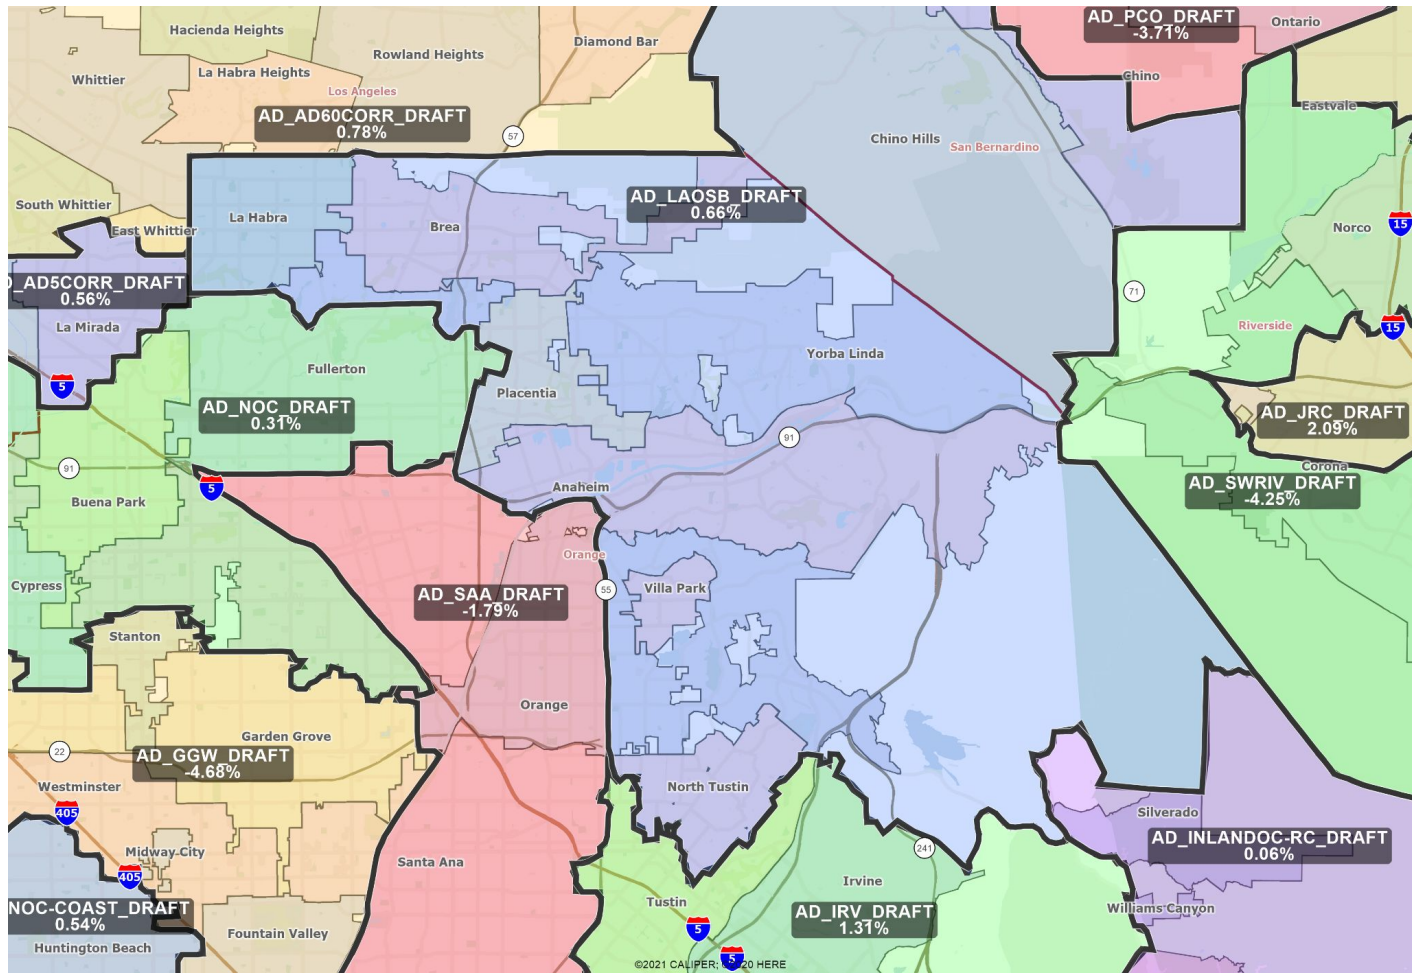 Hacienda Heights
Rowland Heights
Diamond Bar
AD_PCO_DRAFT
-3.71%
Ontario
Whittier
La Habra Heights
Los Angeles
AD_AD60CORR_DRAFT
0.78%
57
Chino
Eastvale
Chino Hills
San Bernardino
South Whittier
East Whittier
La Habra
Brea
AD_LAOSB_DRAFT
0.66%
Norco
15
D_AD5CORR_DRAFT
0.56%
La Mirada
71
Riverside
15
5
Fullerton
Yorba Linda
Placentia
AD_NOC_DRAFT
0.31%
AD_JRC_DRAFT
2.09%
91
91
Corona
5
Anaheim
AD_SWRIV_DRAFT
-4.25%
Buena Park
Orange
Cypress
AD_SAA_DRAFT
-1.79%
55
Villa Park
Stanton
Orange
Garden Grove
22
AD_GGW_DRAFT
-4.68%
Westminster
405
North Tustin
Silverado
AD_INLANDOC-RC_DRAFT
0.06%
Midway City
405
Santa Ana
241
Irvine
NOC-COAST_DRAFT
0.54%
Tustin
AD_IRV_DRAFT
1.31%
Williams Canyon
5
Fountain Valley
Huntington Beach
5